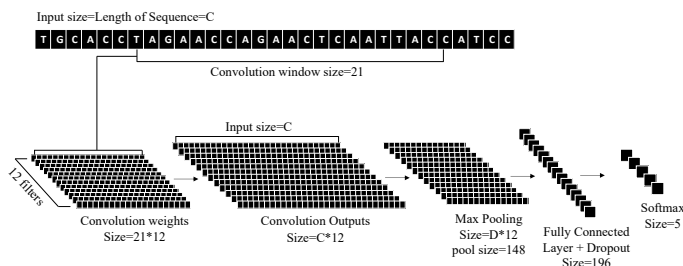 Input size=Length of Sequence=C
T G C A C C T A G A A C C A G A A C T C A A T T A C C A T C C
Convolution window size=21
Input size=C
12 filters
Convolution weights
Size=21*12
Convolution Outputs
Size=C*12
Max Pooling
Size=D*12
pool size=148
Fully Connected
Layer + Dropout
Size=196
Softmax
Size=5